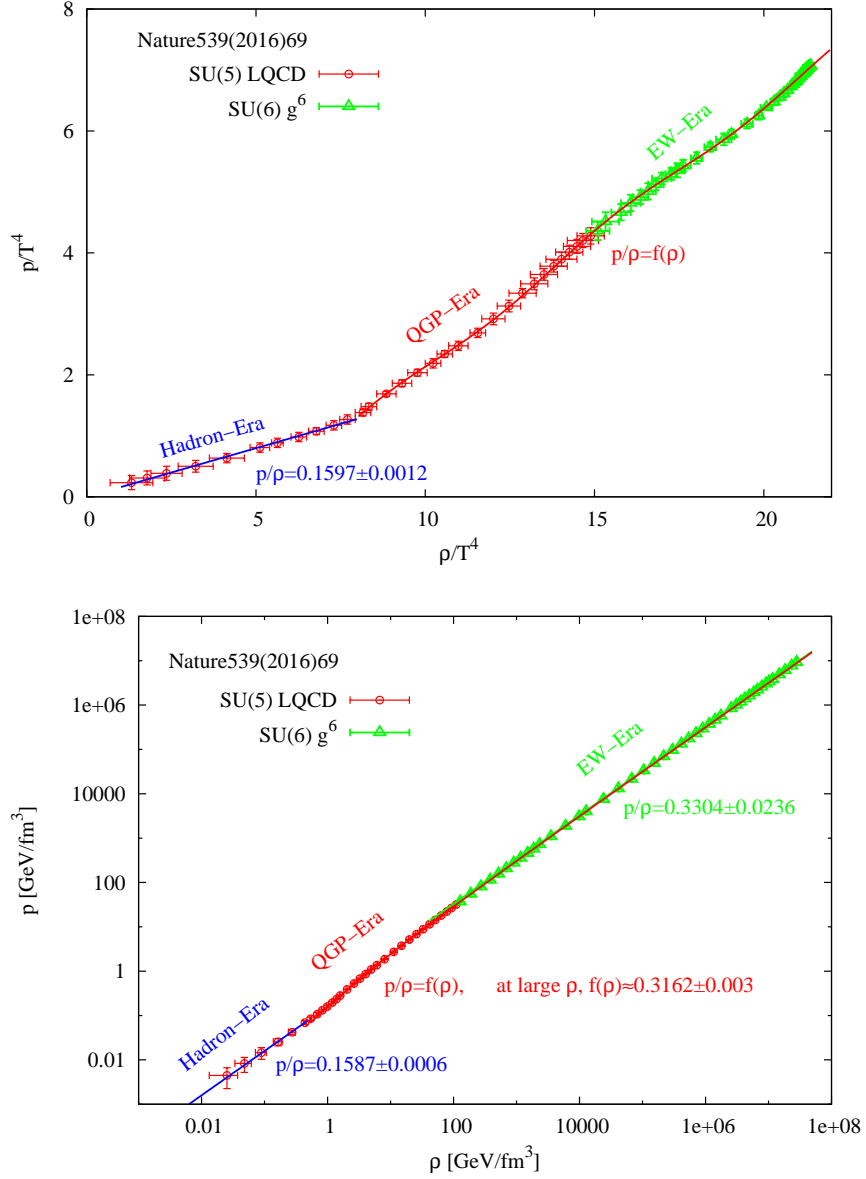 8
Nature539(2016)69
SU(5) LQCD
SU(6) g⁶
6
EW−Era
p/T⁴
4
p/ρ=f(ρ)
QGP−Era
2
Hadron−Era
p/ρ=0.1597±0.0012
0
0 5 10 15 20
ρ/T⁴
1e+08
Nature539(2016)69
SU(5) LQCD
SU(6) g⁶
1e+06
EW−Era
10000
p/ρ=0.3304±0.0236
p [GeV/fm³]
100
QGP−Era
1
p/ρ=f(ρ), at large ρ, f(ρ)≈0.3162±0.003
Hadron−Era
0.01
p/ρ=0.1587±0.0006
0.01 1 100 10000 1e+06 1e+08
ρ [GeV/fm³]